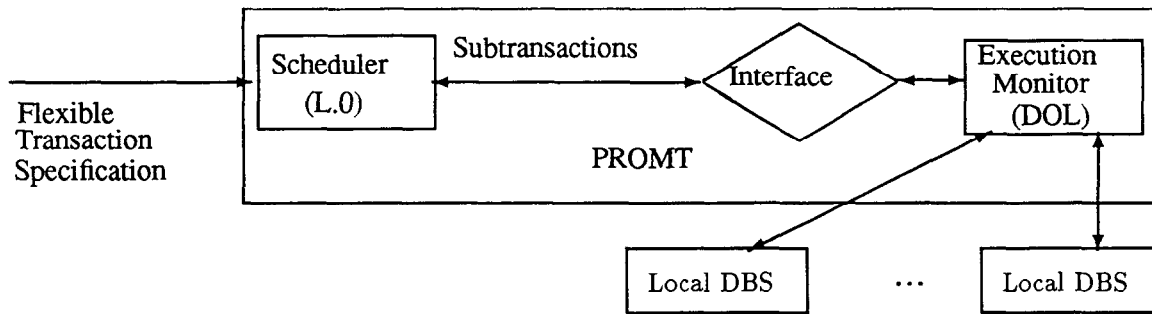 Scheduler
(L.0)
Subtransactions
Interface
Execution
Monitor
(DOL)
Flexible
Transaction
Specification
PROMT
Local DBS
...
Local DBS